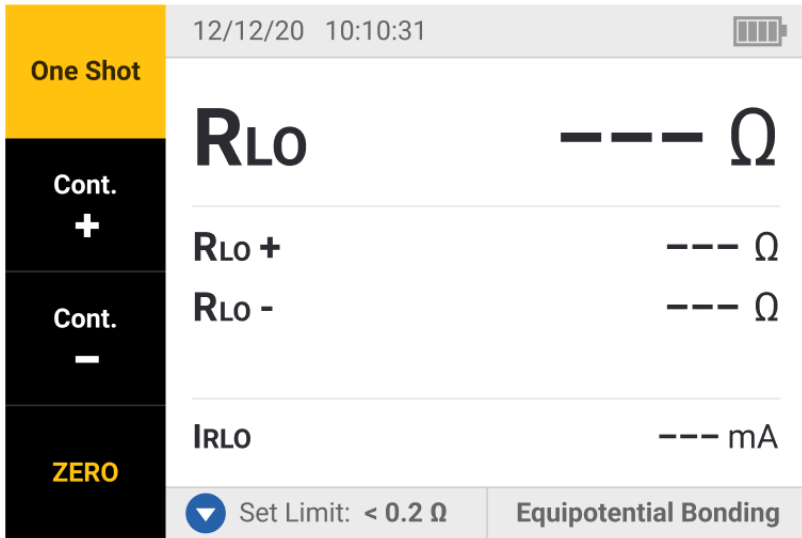 One Shot
Cont.
+
Cont.
−
ZERO
12/12/20 10:10:31
RLO --- Ω
RLO + --- Ω
RLO - --- Ω
IRLO --- mA
Set Limit: < 0.2 Ω
Equipotential Bonding